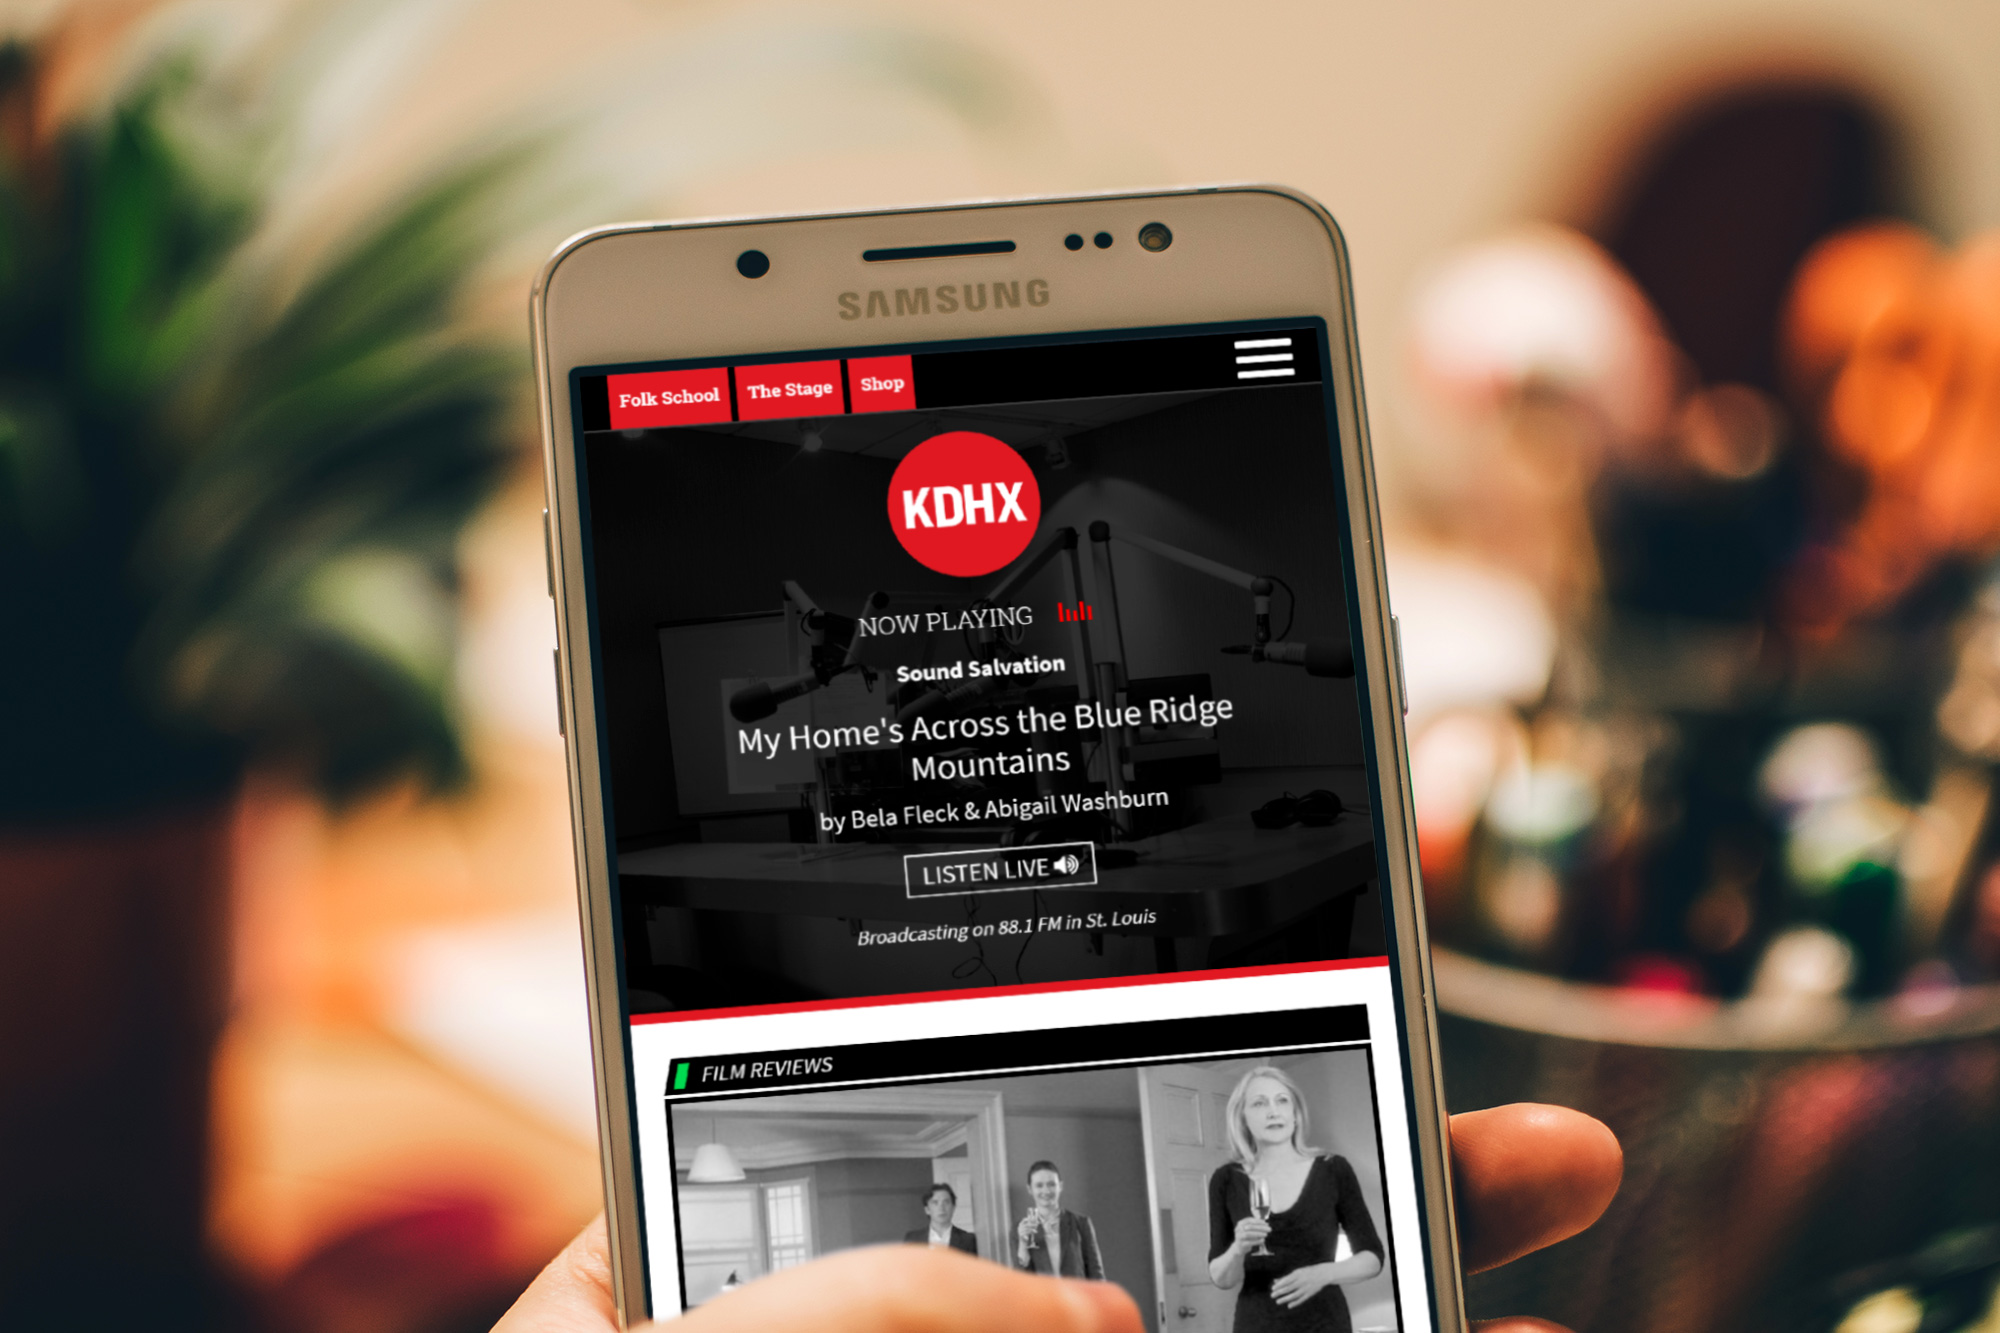 SAMSUNG
Folk School
The Stage
Shop
KDHX
NOW PLAYING
Sound Salvation
My Home's Across the Blue Ridge
Mountains
by Bela Fleck & Abigail Washburn
LISTEN LIVE
Broadcasting on 88.1 FM in St. Louis
FILM REVIEWS